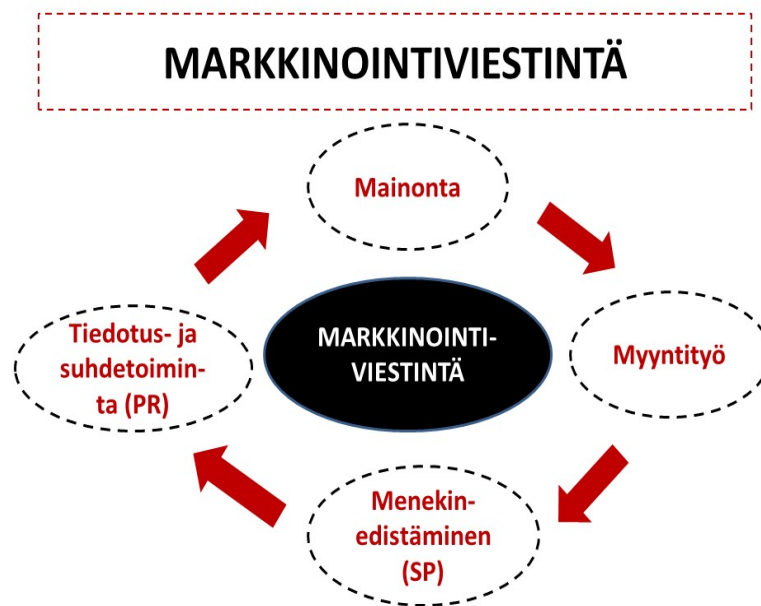 MARKKINOINTIVIESTINTÄ
Mainonta
Tiedotus- ja
suhdetoimin-
ta (PR)
MARKKINOINTI-
VIESTINTÄ
Myyntityö
Menekin-
edistäminen
(SP)